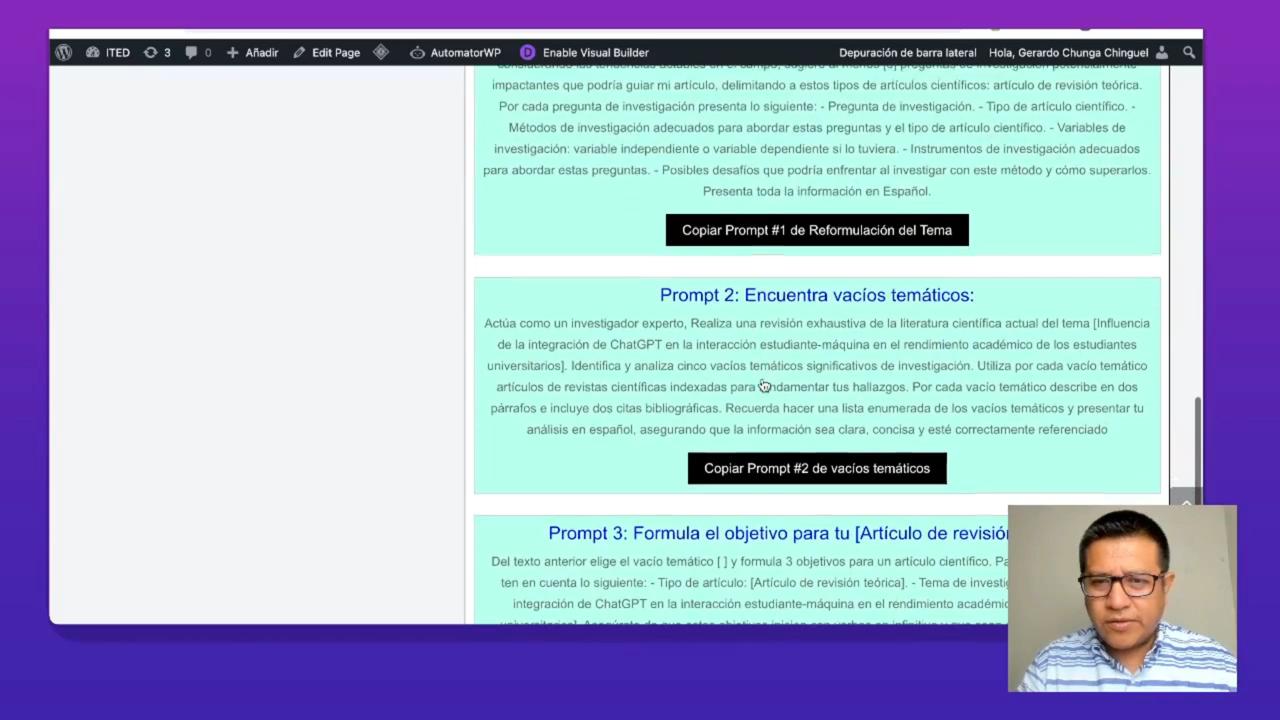 ITED
3
0
Añadir
Edit Page
AutomatorWP
Enable Visual Builder
Depuración de barra lateral
Hola, Gerardo Chunga Chinguel
impactantes que podría guiar mi artículo, delimitando a estos tipos de artículos científicos: artículo de revisión teórica.
Por cada pregunta de investigación presenta lo siguiente: - Pregunta de investigación. - Tipo de artículo científico. -
Métodos de investigación adecuados para abordar estas preguntas y el tipo de artículo científico. - Variables de
investigación: variable independiente o variable dependiente si lo tuviera. - Instrumentos de investigación adecuados
para abordar estas preguntas. - Posibles desafíos que podría enfrentar al investigar con este método y cómo superarlos.
Presenta toda la información en Español.
Copiar Prompt #1 de Reformulación del Tema
Prompt 2: Encuentra vacíos temáticos:
Actúa como un investigador experto, Realiza una revisión exhaustiva de la literatura científica actual del tema [Influencia
de la integración de ChatGPT en la interacción estudiante-máquina en el rendimiento académico de los estudiantes
universitarios]. Identifica y analiza cinco vacíos temáticos significativos de investigación. Utiliza por cada vacío temático
artículos de revistas científicas indexadas para fundamentar tus hallazgos. Por cada vacío temático describe en dos
párrafos e incluye dos citas bibliográficas. Recuerda hacer una lista enumerada de los vacíos temáticos y presentar tu
análisis en español, asegurando que la información sea clara, concisa y esté correctamente referenciado
Copiar Prompt #2 de vacíos temáticos
Prompt 3: Formula el objetivo para tu [Artículo de revisión
Del texto anterior elige el vacío temático [ ] y formula 3 objetivos para un artículo científico.
ten en cuenta lo siguiente: - Tipo de artículo: [Artículo de revisión teórica]. - Tema de
integración de ChatGPT en la interacción estudiante-máquina en el rendimiento